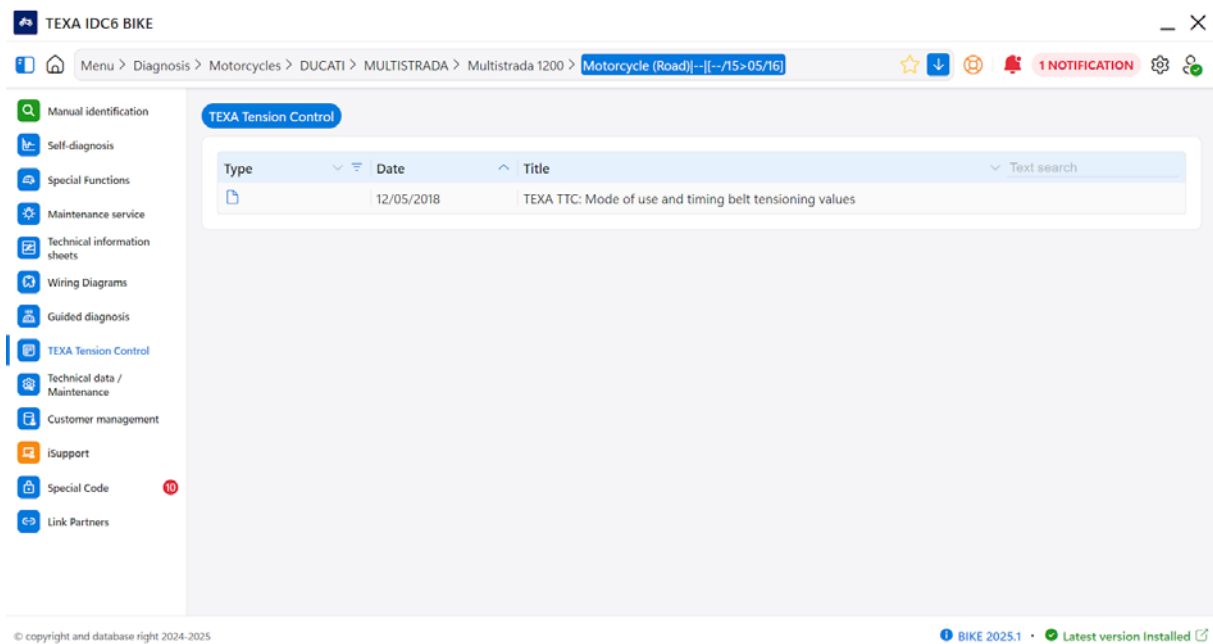 TEXA IDC6 BIKE
Menu > Diagnosis > Motorcycles > DUCATI > MULTISTRADA > Multistrada 1200 > Motorcycle (Road)|--|[--/15>05/16]
1 NOTIFICATION
Manual identification
Self-diagnosis
Special Functions
Maintenance service
Technical information
sheets
Wiring Diagrams
Guided diagnosis
TEXA Tension Control
Technical data /
Maintenance
Customer management
iSupport
Special Code 10
Link Partners
TEXA Tension Control
Type Date Title Text search
12/05/2018 TEXA TTC: Mode of use and timing belt tensioning values
© copyright and database right 2024-2025
BIKE 2025.1 · Latest version Installed